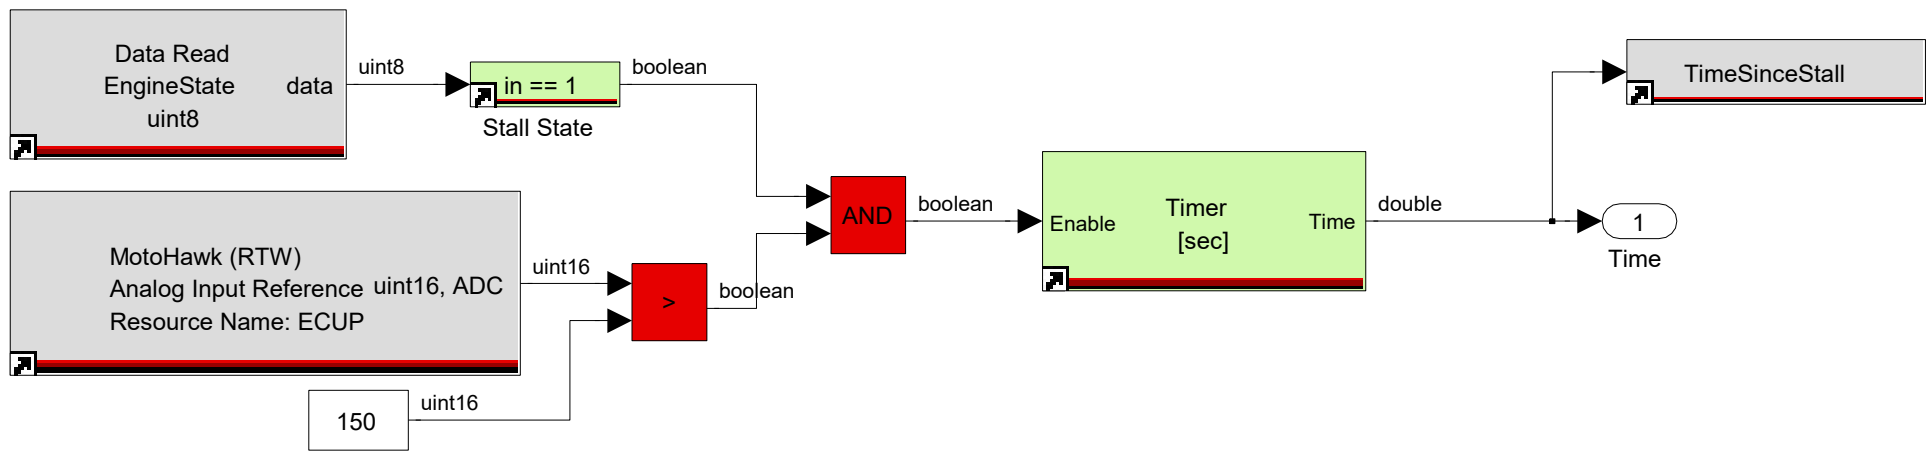 Data Read
EngineState
uint8
data
uint8
in == 1
Stall State
boolean
MotoHawk (RTW)
Analog Input Reference
Resource Name: ECUP
uint16, ADC
uint16
150
uint16
>
boolean
AND
boolean
Enable
Timer
[sec]
Time
double
TimeSinceStall
1
Time